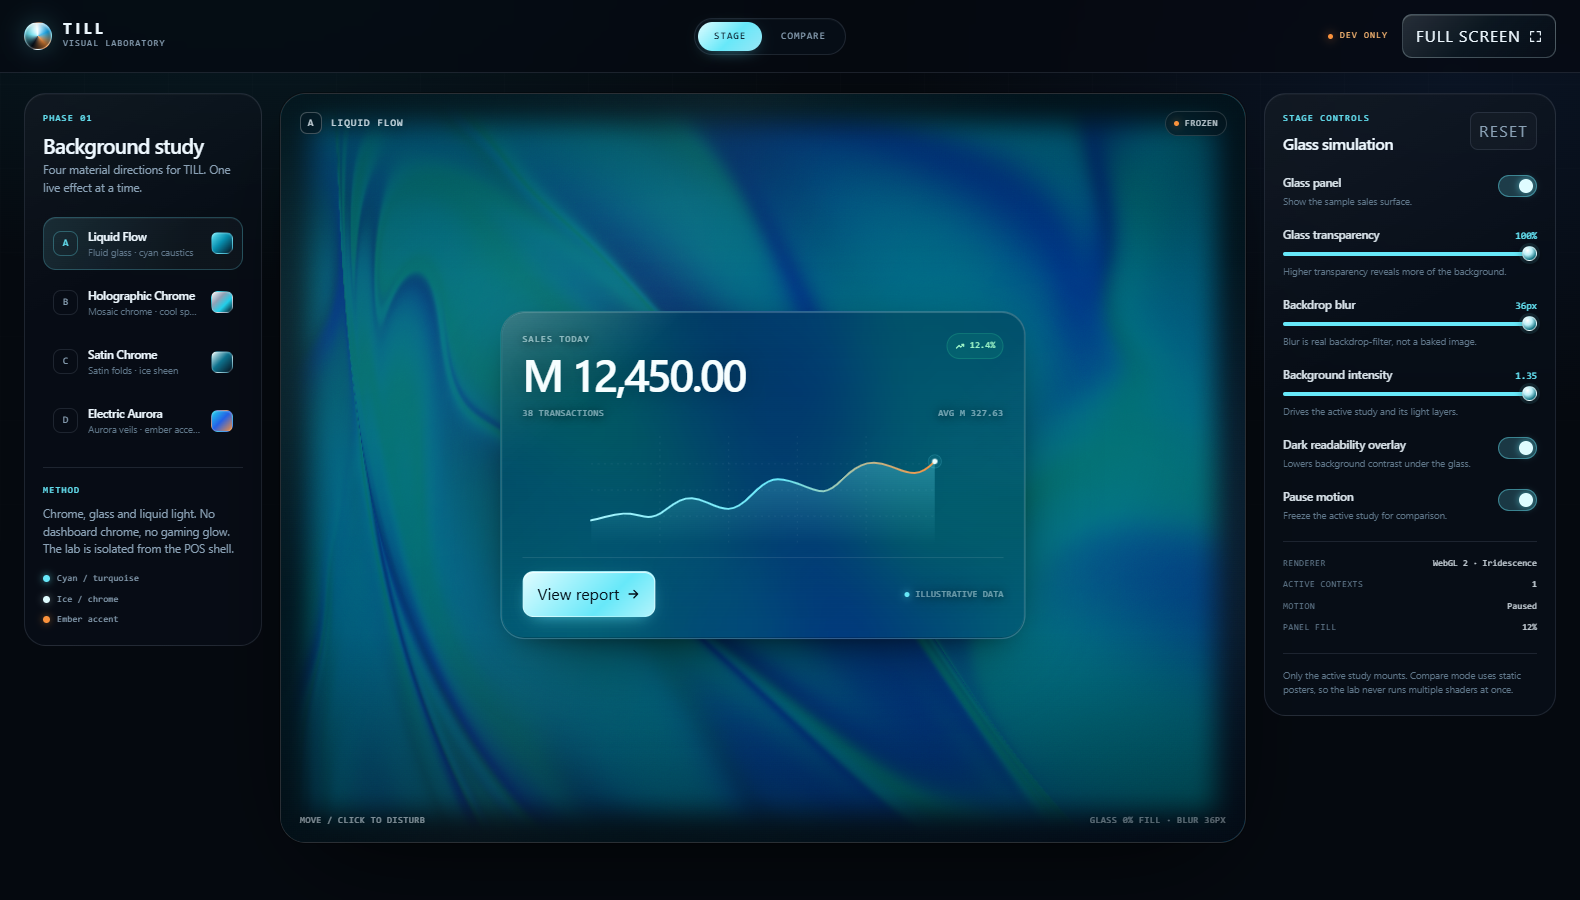 TILL
VISUAL LABORATORY
STAGE
COMPARE
DEV ONLY
FULL SCREEN
PHASE 01
Background study
Four material directions for TILL. One
live effect at a time.
A
Liquid Flow
Fluid glass · cyan caustics
B
Holographic Chrome
Mosaic chrome · cool sp...
C
Satin Chrome
Satin folds · ice sheen
D
Electric Aurora
Aurora veils · ember acce...
METHOD
Chrome, glass and liquid light. No
dashboard chrome, no gaming glow.
The lab is isolated from the POS shell.
Cyan / turquoise
Ice / chrome
Ember accent
A
LIQUID FLOW
FROZEN
SALES TODAY
12.4%
M 12,450.00
38 TRANSACTIONS
AVG M 327.63
View report →
ILLUSTRATIVE DATA
MOVE / CLICK TO DISTURB
GLASS 0% FILL · BLUR 36PX
STAGE CONTROLS
Glass simulation
RESET
Glass panel
Show the sample sales surface.
Glass transparency
100%
Higher transparency reveals more of the background.
Backdrop blur
36px
Blur is real backdrop-filter, not a baked image.
Background intensity
1.35
Drives the active study and its light layers.
Dark readability overlay
Lowers background contrast under the glass.
Pause motion
Freeze the active study for comparison.
RENDERER
WebGL 2 · Iridescence
ACTIVE CONTEXTS
1
MOTION
Paused
PANEL FILL
12%
Only the active study mounts. Compare mode uses static
posters, so the lab never runs multiple shaders at once.